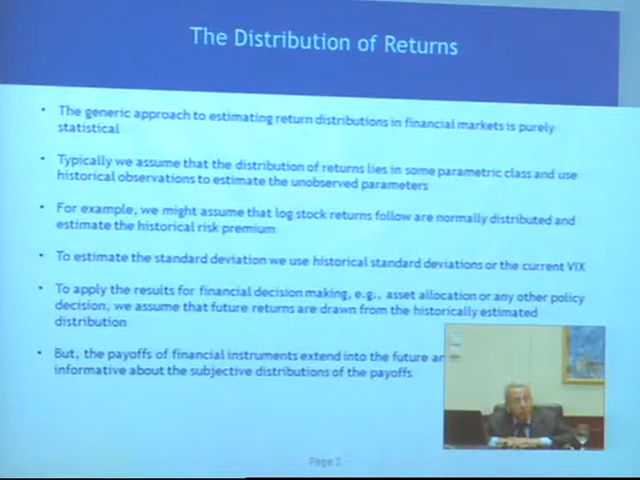 The Distribution of Returns
• The generic approach to estimating return distributions in financial markets is purely
statistical
• Typically we assume that the distribution of returns lies in some parametric class and use
historical observations to estimate the unobserved parameters
• For example, we might assume that log stock returns follow are normally distributed and
estimate the historical risk premium
• To estimate the standard deviation we use historical standard deviations or the current VIX
• To apply the results for financial decision making, e.g., asset allocation or any other policy
decision, we assume that future returns are drawn from the historically estimated
distribution
• But, the payoffs of financial instruments extend into the future
informative about the subjective distributions of the payoffs
Page